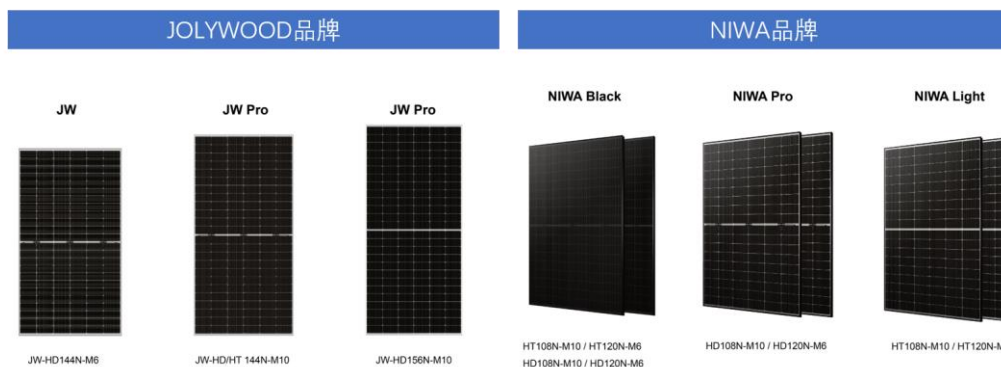 JOLYWOOD品牌
NIWA品牌
JW
JW Pro
JW Pro
NIWA Black
NIWA Pro
NIWA Light
JW-HD144N-M6
JW-HD/HT 144N-M10
JW-HD156N-M10
HT108N-M10 / HT120N-M6
HD108N-M10 / HD120N-M6
HD108N-M10 / HD120N-M6
HT108N-M10 / HT120N-M